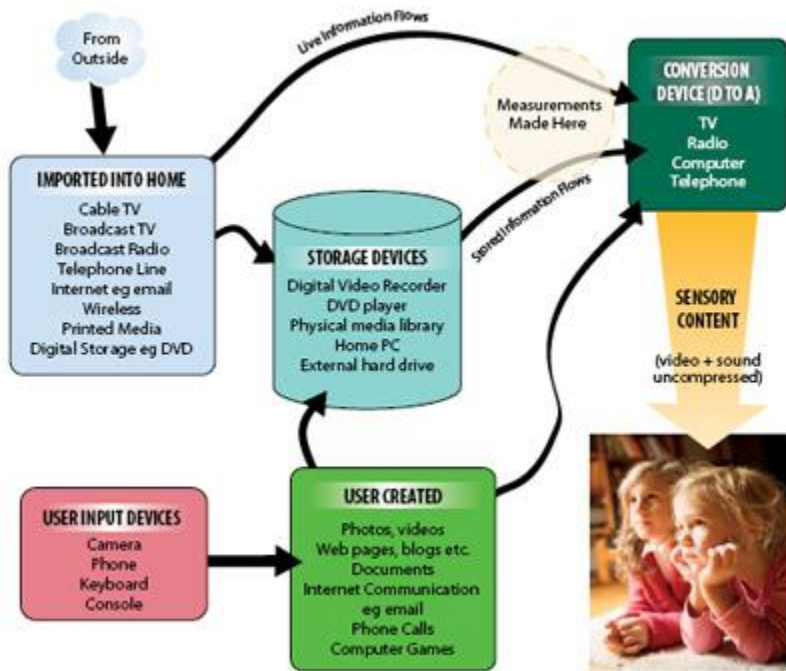 From
Outside
Live Information Flows
Measurements
Made Here
CONVERSION
DEVICE (D TO A)
TV
Radio
Computer
Telephone
IMPORTED INTO HOME
Cable TV
Broadcast TV
Broadcast Radio
Telephone Line
Internet eg email
Wireless
Printed Media
Digital Storage eg DVD
STORAGE DEVICES
Digital Video Recorder
DVD player
Physical media library
Home PC
External hard drive
Stored Information Flows
SENSORY
CONTENT
(video + sound
uncompressed)
USER INPUT DEVICES
Camera
Phone
Keyboard
Console
USER CREATED
Photos, videos
Web pages, blogs etc.
Documents
Internet Communication
eg email
Phone Calls
Computer Games